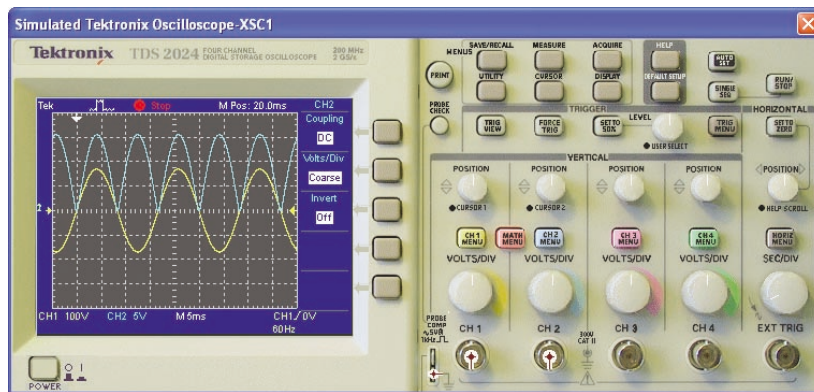 Simulated Tektronix Oscilloscope-XSC1
Tektronix TDS 2024 FOUR CHANNEL DIGITAL STORAGE OSCILLOSCOPE 200 MHz 2 GS/s
Tek Stop M Pos: 20.0ms CH2
Coupling
DC
Volts/Div
Coarse
Invert
Off
CH1 100V CH2 5V M 5ms CH1/0V
60Hz
POWER
MENUS
SAVE/RECALL MEASURE ACQUIRE
UTILITY CURSOR DISPLAY
PRINT
HELP
DEFAULT SETUP
AUTO SET
SINGLE SEQ
RUN/STOP
PROBE CHECK
TRIGGER
TRIG VIEW
FORCE TRIG
SET TO 50%
LEVEL
USER SELECT
TRIG MENU
HORIZONTAL
SET TO ZERO
VERTICAL
POSITION POSITION POSITION POSITION POSITION
CURSOR 1 CURSOR 2 HELP SCROLL
CH 1 MENU
MATH MENU
CH 2 MENU
CH 3 MENU
CH 4 MENU
HORIZ MENU
VOLTS/DIV VOLTS/DIV VOLTS/DIV VOLTS/DIV SEC/DIV
PROBE COMP
~5V
1kHz
CH 1 CH 2 300V CAT II CH 3 CH 4 EXT TRIG